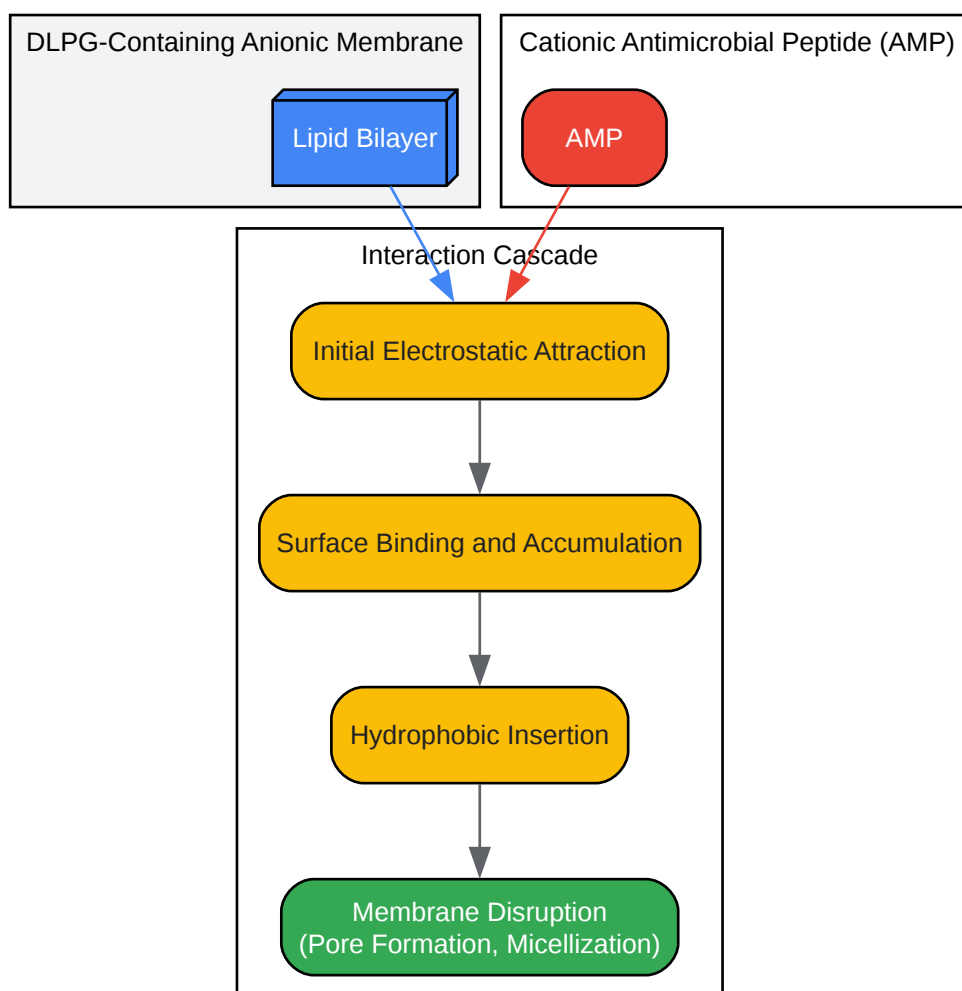 DLPG-Containing Anionic Membrane
Cationic Antimicrobial Peptide (AMP)
Lipid Bilayer
AMP
Interaction Cascade
Initial Electrostatic Attraction
Surface Binding and Accumulation
Hydrophobic Insertion
Membrane Disruption
(Pore Formation, Micellization)